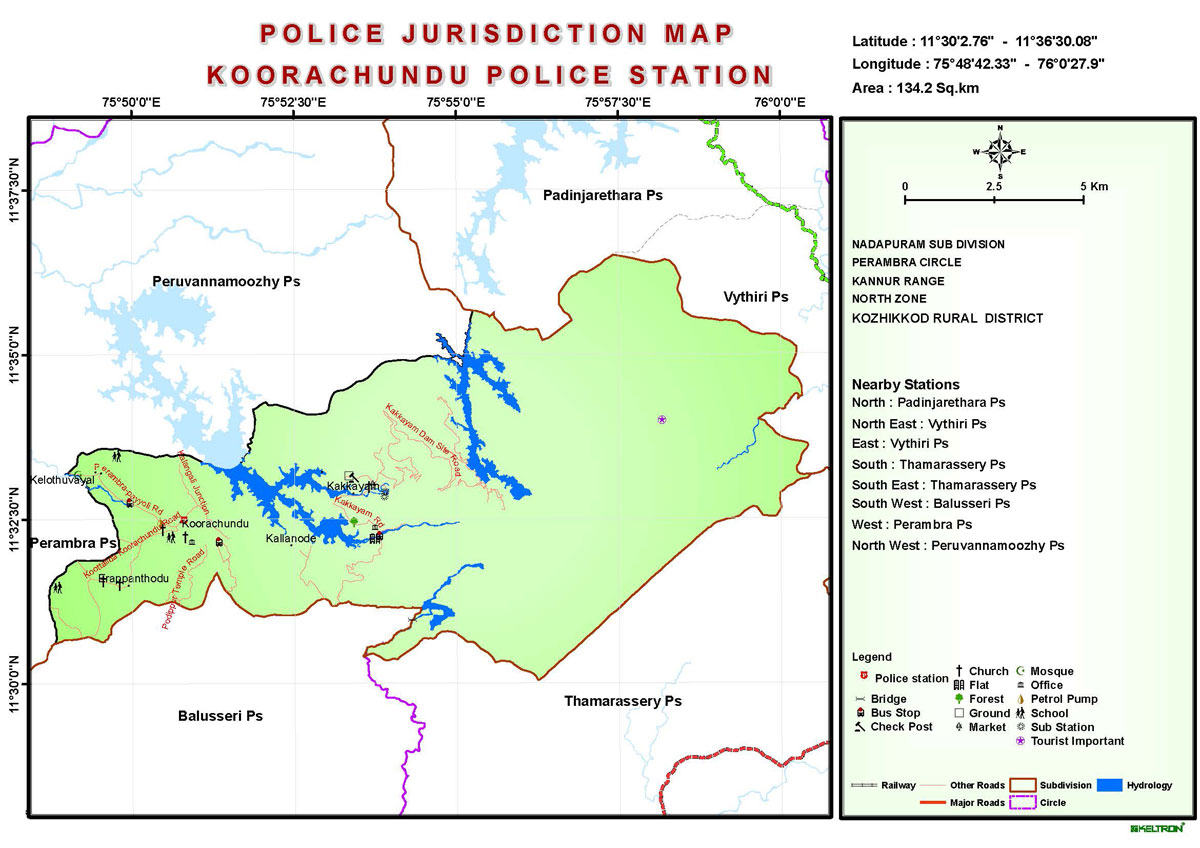 POLICE JURISDICTION MAP
KOORACHUNDU POLICE STATION
Latitude : 11°30'2.76" - 11°36'30.08"
Longitude : 75°48'42.33" - 76°0'27.9"
Area : 134.2 Sq.km
75°50'0"E 75°52'30"E 75°55'0"E 75°57'30"E 76°0'0"E
11°37'30"N
11°35'0"N
11°32'30"N
11°30'0"N
Padinjarethara Ps
Peruvannamoozhy Ps
Vythiri Ps
Kakkayam Dam Site Road
Kelothuvayal
Perambra-payyoli Rd
Junction
Kakkayam
Kakkayam Rd
Koorachundu
Perambra Ps
Kallanode
Koorachundu Road
Erappanthodu
Temple Road
Balusseri Ps
Thamarassery Ps
N
W E
S
0 2.5 5 Km
NADAPURAM SUB DIVISION
PERAMBRA CIRCLE
KANNUR RANGE
NORTH ZONE
KOZHIKKOD RURAL DISTRICT
Nearby Stations
North : Padinjarethara Ps
North East : Vythiri Ps
East : Vythiri Ps
South : Thamarassery Ps
South East : Thamarassery Ps
South West : Balusseri Ps
West : Perambra Ps
North West : Peruvannamoozhy Ps
Legend
Police station
Bridge
Bus Stop
Check Post
Church
Flat
Forest
Ground
Market
Mosque
Office
Petrol Pump
School
Sub Station
Tourist Important
Railway Other Roads Subdivision Hydrology
Major Roads Circle
KELTRON